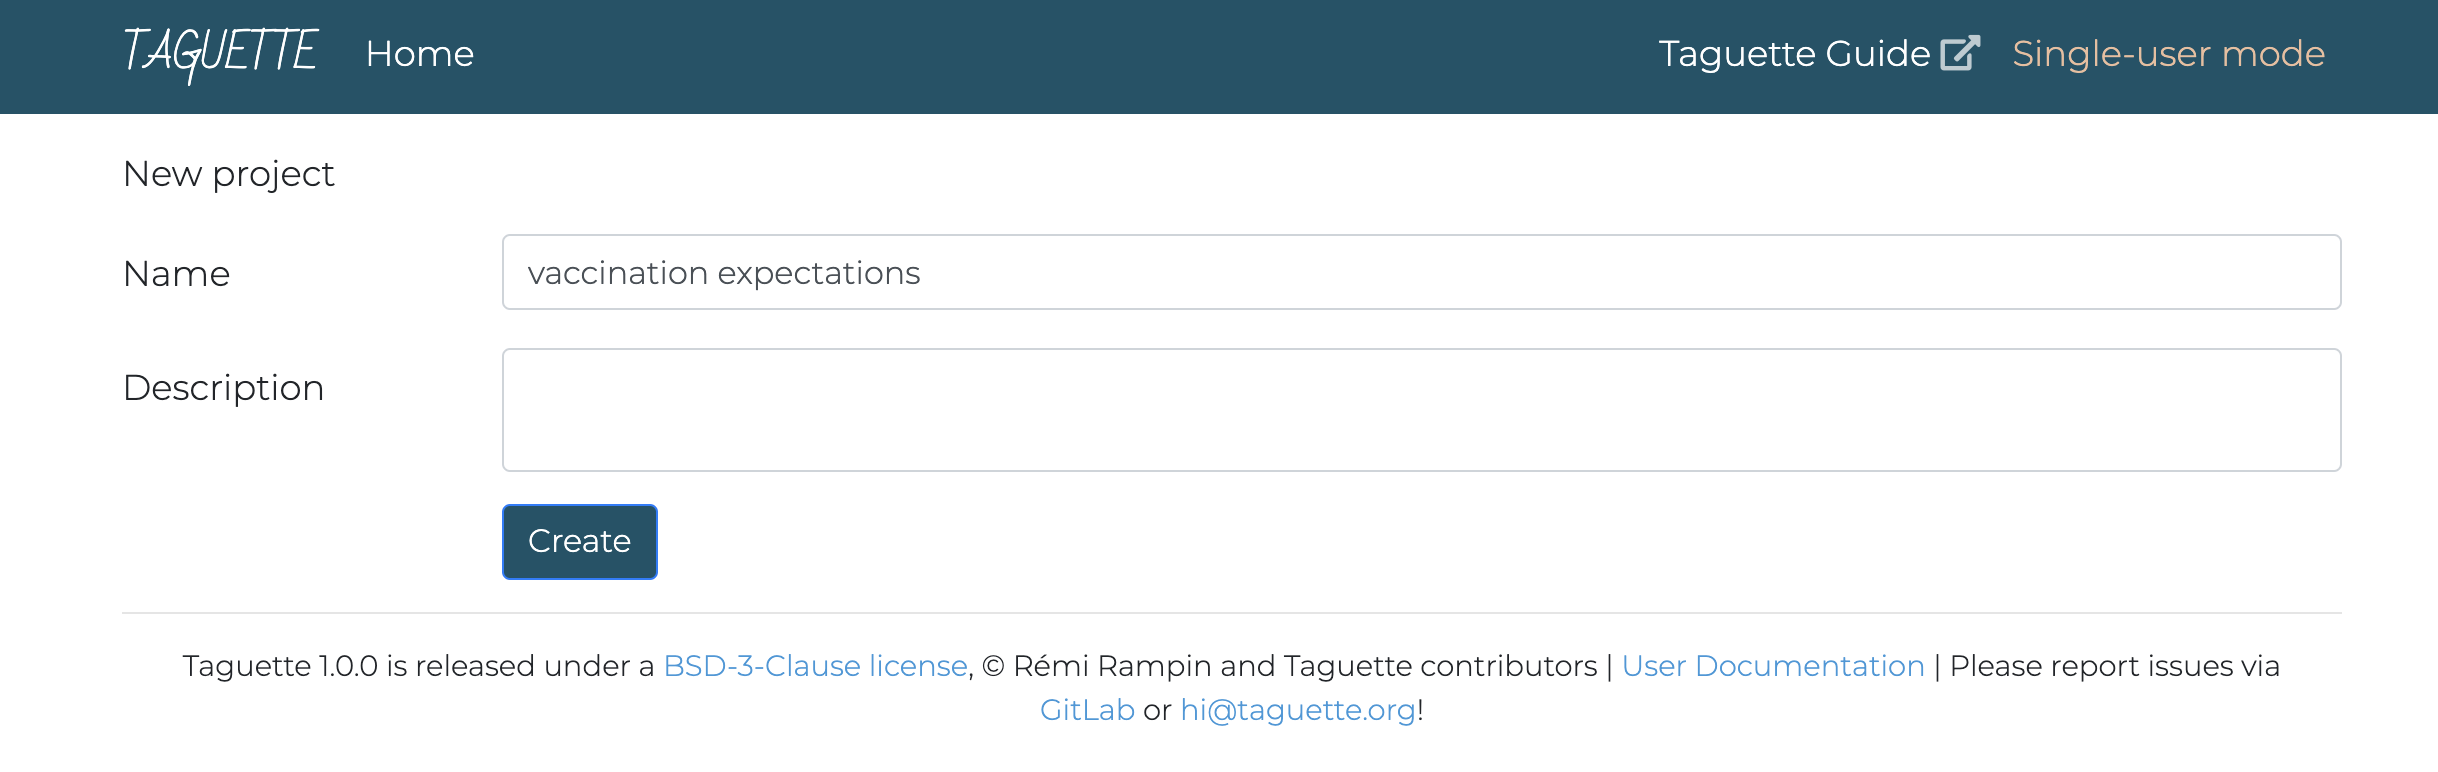 TAGUETTE Home Taguette Guide Single-user mode
New project
Name vaccination expectations
Description
Create
Taguette 1.0.0 is released under a BSD-3-Clause license, © Rémi Rampin and Taguette contributors | User Documentation | Please report issues via
GitLab or hi@taguette.org!